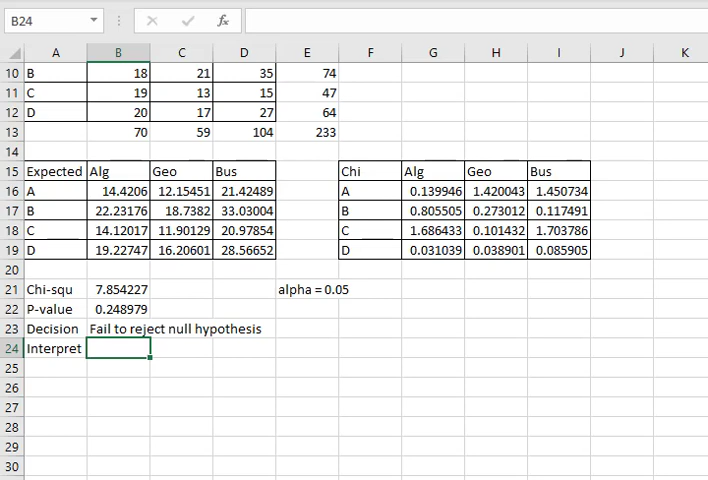 B24 fx
A B C D E F G H I J K
10 B 18 21 35 74
11 C 19 13 15 47
12 D 20 17 27 64
13 70 59 104 233
14
15 Expected Alg Geo Bus Chi Alg Geo Bus
16 A 14.4206 12.15451 21.42489 A 0.139946 1.420043 1.450734
17 B 22.23176 18.7382 33.03004 B 0.805505 0.273012 0.117491
18 C 14.12017 11.90129 20.97854 C 1.686433 0.101432 1.703786
19 D 19.22747 16.20601 28.56652 D 0.031039 0.038901 0.085905
20
21 Chi-squ 7.854227 alpha = 0.05
22 P-value 0.248979
23 Decision Fail to reject null hypothesis
24 Interpret
25
26
27
28
29
30